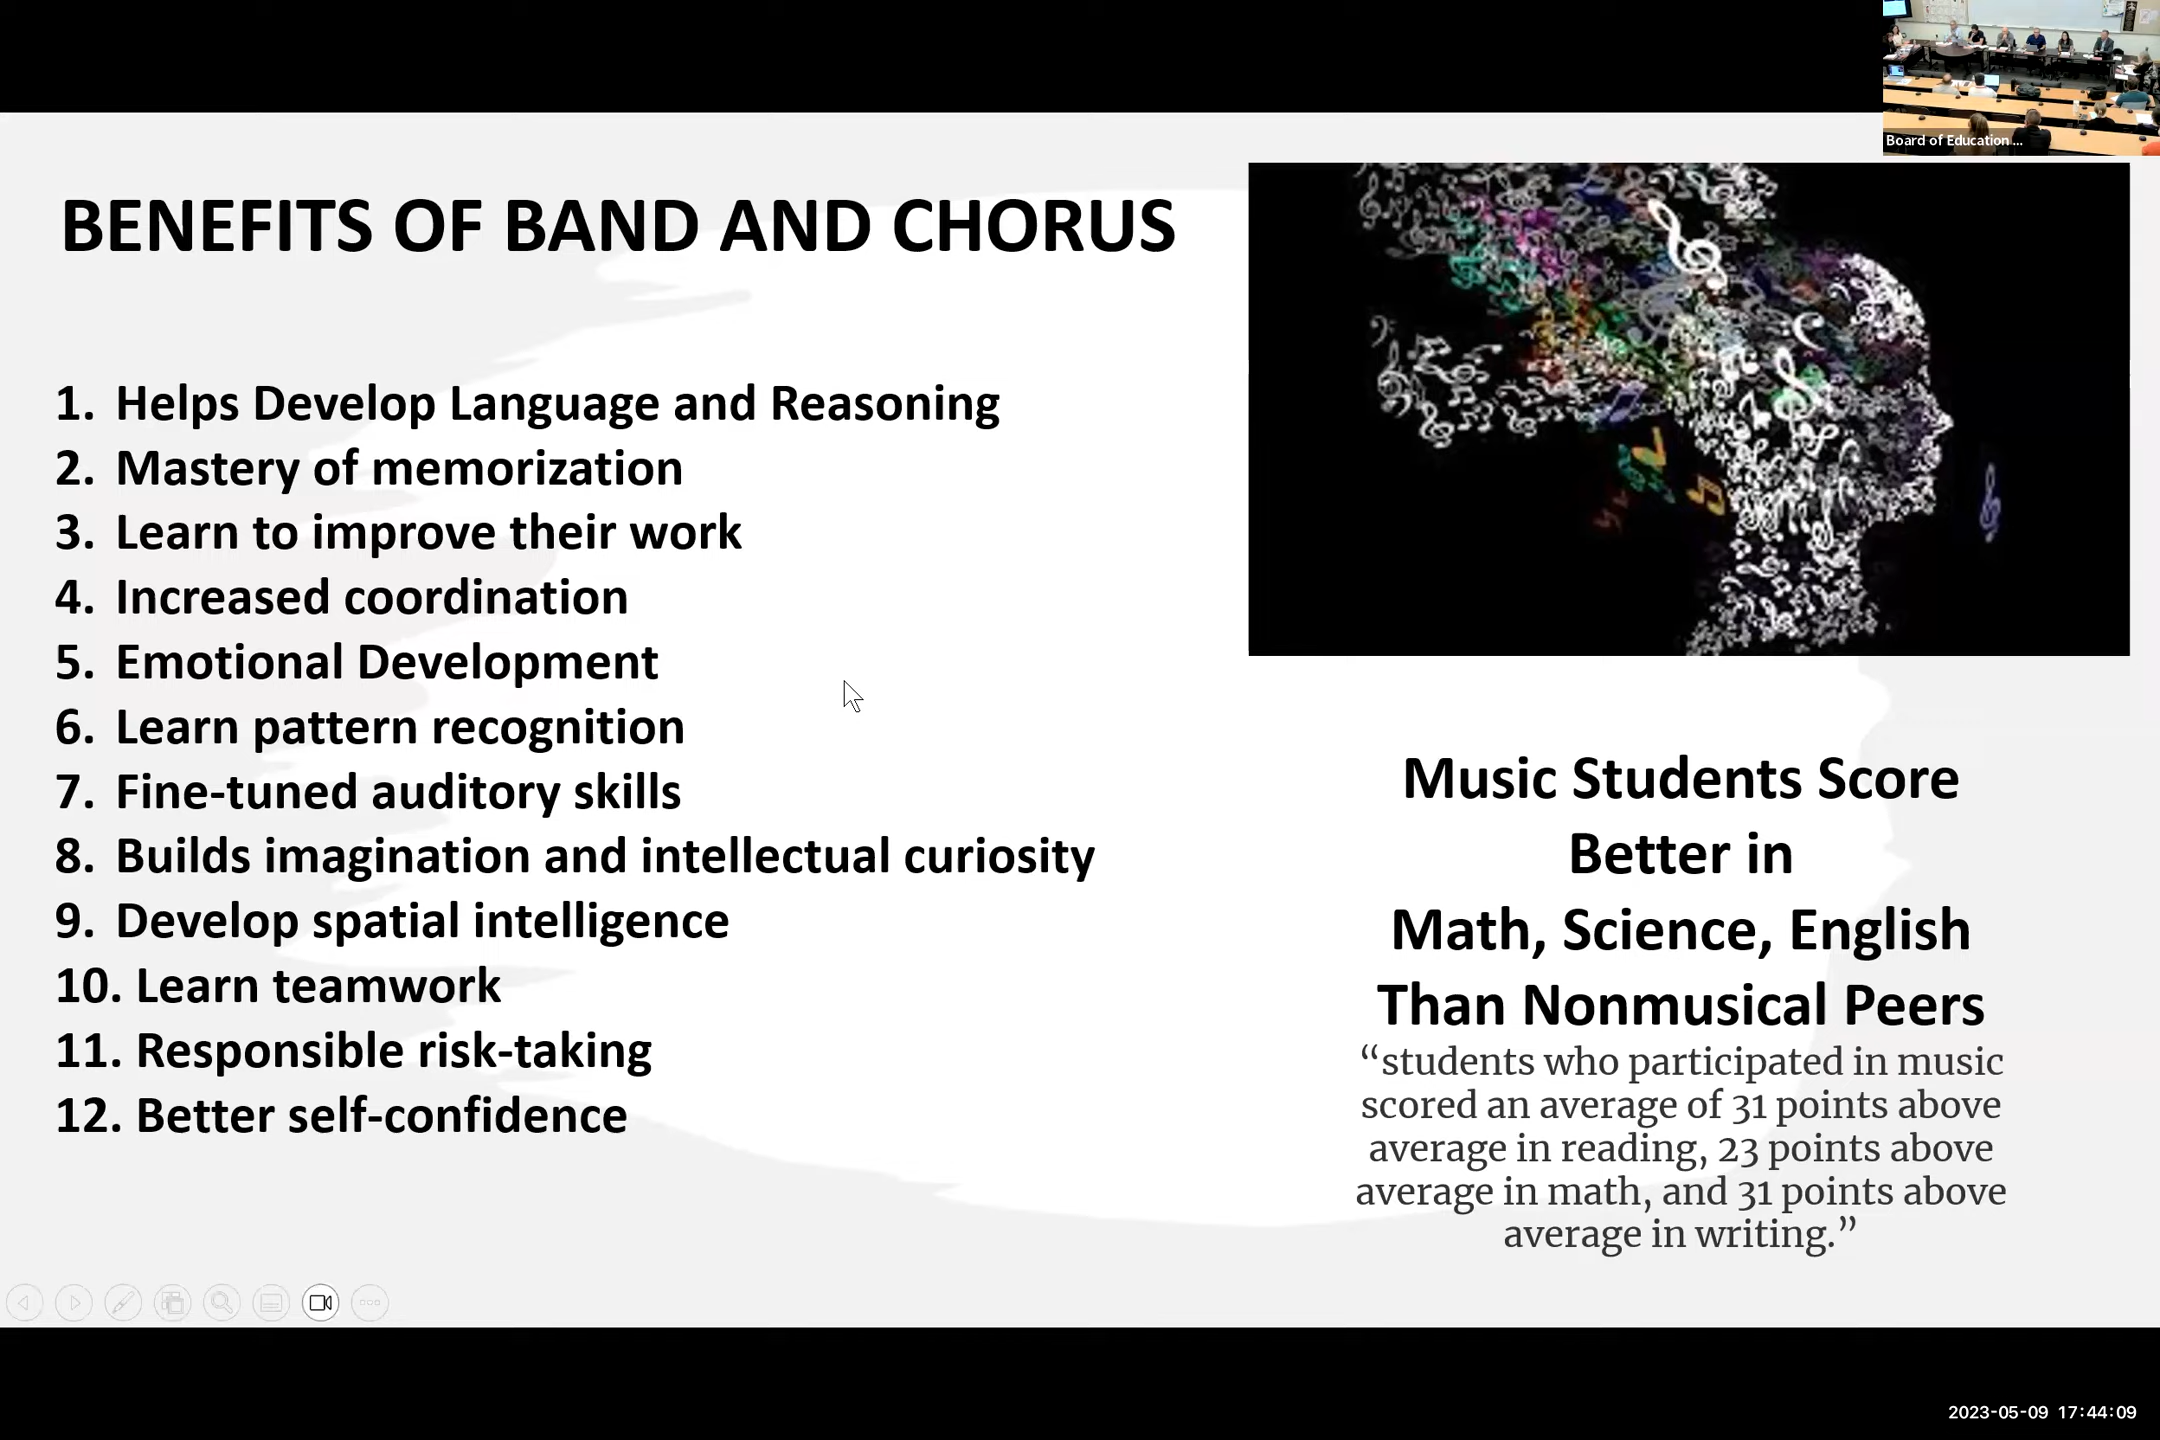 Board of Education ...
BENEFITS OF BAND AND CHORUS
1. Helps Develop Language and Reasoning
2. Mastery of memorization
3. Learn to improve their work
4. Increased coordination
5. Emotional Development
6. Learn pattern recognition
7. Fine-tuned auditory skills
8. Builds imagination and intellectual curiosity
9. Develop spatial intelligence
10. Learn teamwork
11. Responsible risk-taking
12. Better self-confidence
Music Students Score
Better in
Math, Science, English
Than Nonmusical Peers
“students who participated in music
scored an average of 31 points above
average in reading, 23 points above
average in math, and 31 points above
average in writing.”
2023-05-09 17:44:09